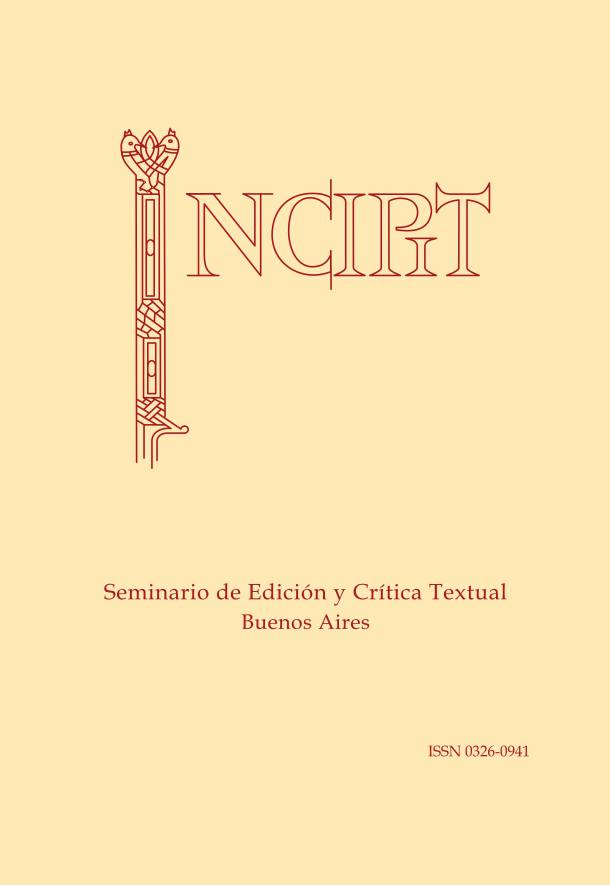 INCIPIT
Seminario de Edición y Crítica Textual
Buenos Aires
ISSN 0326-0941